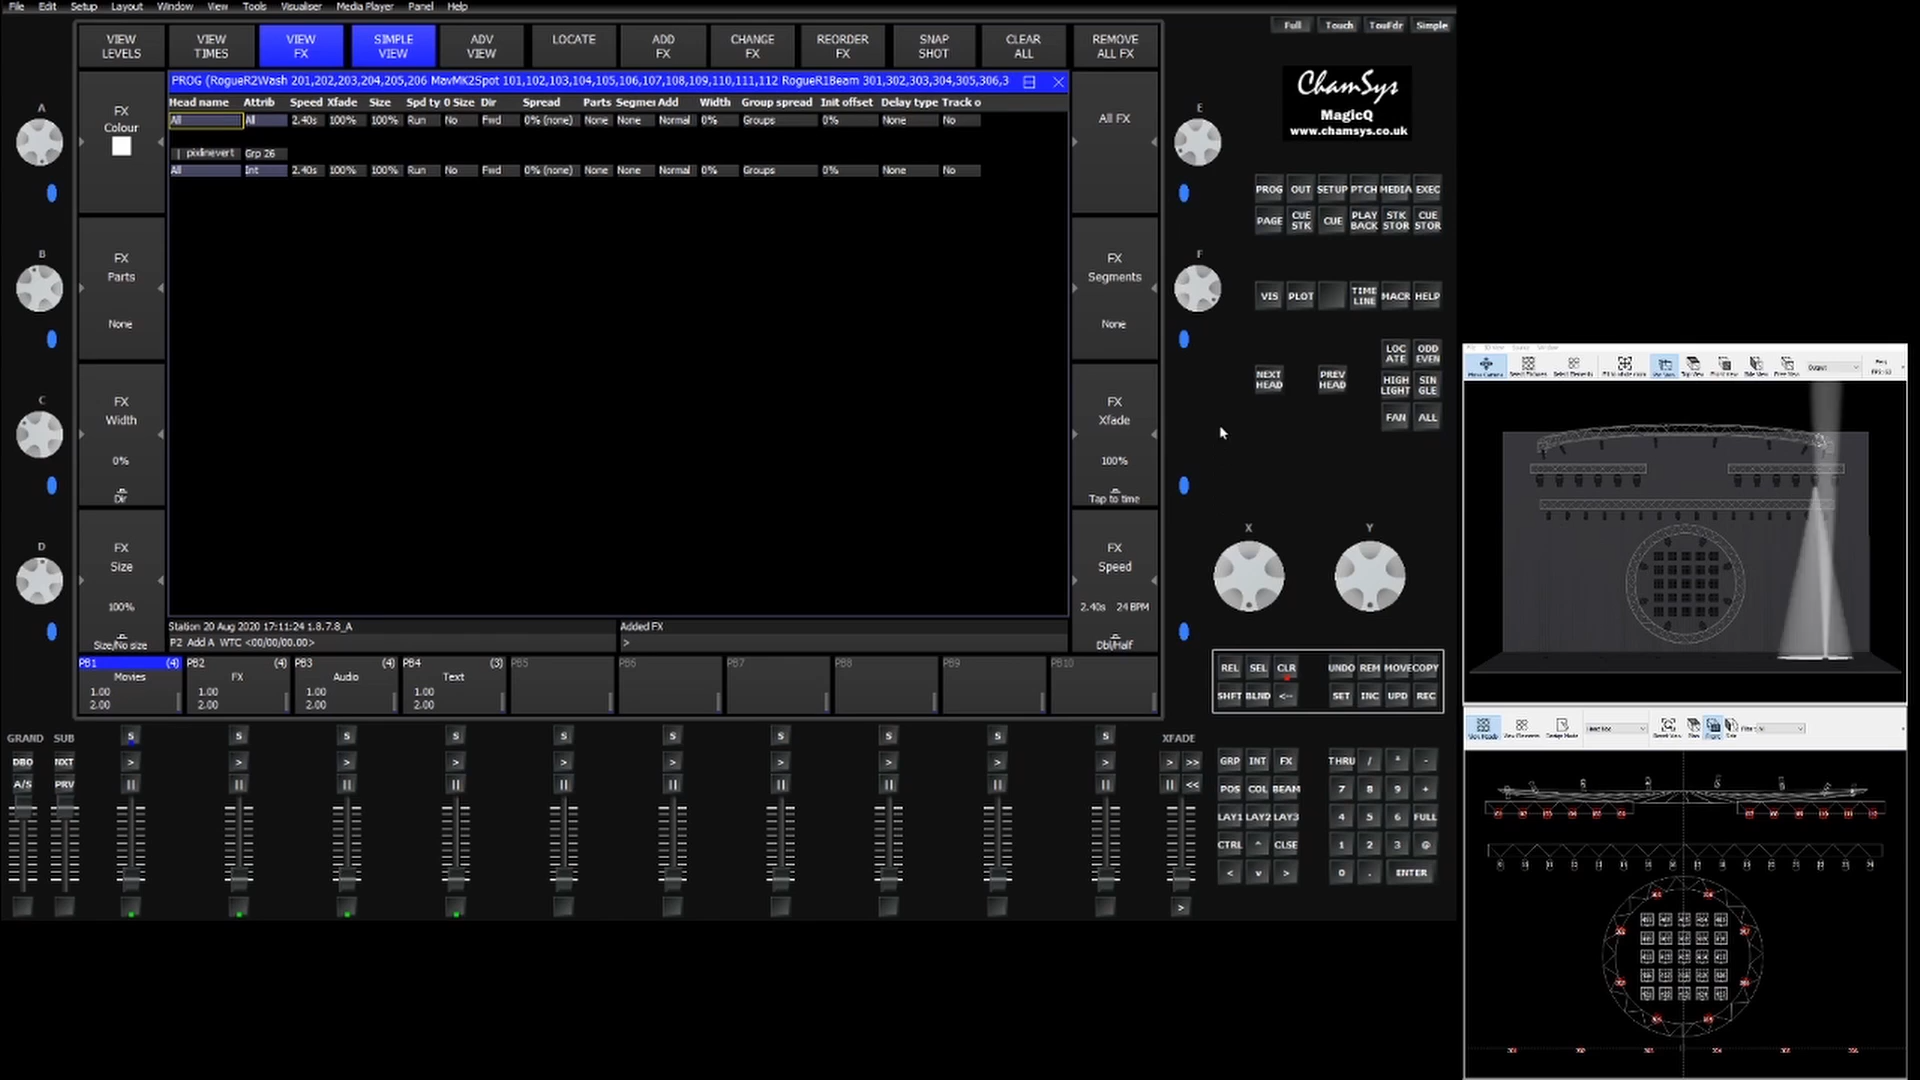 File Edit Setup Layout Window View Tools Visualiser Media Player Panel Help
Full Touch TouFdr Simple
VIEW LEVELS
VIEW TIMES
VIEW FX
SIMPLE VIEW
ADV VIEW
LOCATE
ADD FX
CHANGE FX
REORDER FX
SNAP SHOT
CLEAR ALL
REMOVE ALL FX
PROG (RogueR2Wash 201,202,203,204,205,206 MavMK2Spot 101,102,103,104,105,106,107,108,109,110,111,112 RogueR1Beam 301,302,303,304,305,306,3
Head name Attrib Speed Xfade Size Spd ty 0 Size Dir Spread Parts Segmei Add Width Group spread Init offset Delay type Track o
All All 2.40s 100% 100% Run No Fwd 0% (none) None None Normal 0% Groups 0% None No
| pixlinevert Grp 26
All Int 2.40s 100% 100% Run No Fwd 0% (none) None None Normal 0% Groups 0% None No
A
FX
Colour
B
FX
Parts
None
C
FX
Width
0%
Dir
D
FX
Size
100%
Size/No size
E
All FX
F
FX
Segments
None
FX
Xfade
100%
Tap to time
FX
Speed
2.40s 24 BPM
Dbl/Half
ChamSys
MagicQ
www.chamsys.co.uk
PROG OUT SETUP PTCH MEDIA EXEC
PAGE CUE STK CUE PLAY BACK STK STOR CUE STOR
VIS PLOT TIME LINE MACR HELP
NEXT HEAD PREV HEAD
LOC ATE ODD EVEN
HIGH LIGHT SIN GLE
FAN ALL
X Y
Station 20 Aug 2020 17:11:24 1.8.7.8_A
Added FX
P2 Add A WTC <00/00/00.00>
>
PB1 (4) PB2 (4) PB3 (4) PB4 (3) PB5 PB6 PB7 PB8 PB9 PB10
Movies FX Audio Text
1.00 1.00 1.00 1.00
2.00 2.00 2.00 2.00
REL SEL CLR UNDO REM MOVE COPY
SHFT BLND <-- SET INC UPD REC
GRAND SUB
S S S S S S S S S S
XFADE
DBO NXT > > > > > > > > > > > >>
A/S PRV || || || || || || || || || || || <<
>
GRP INT FX THRU / * -
POS COL BEAM 7 8 9 +
LAY1 LAY2 LAY3 4 5 6 FULL
CTRL ^ CLSE 1 2 3 @
< v > 0 . ENTER
Output